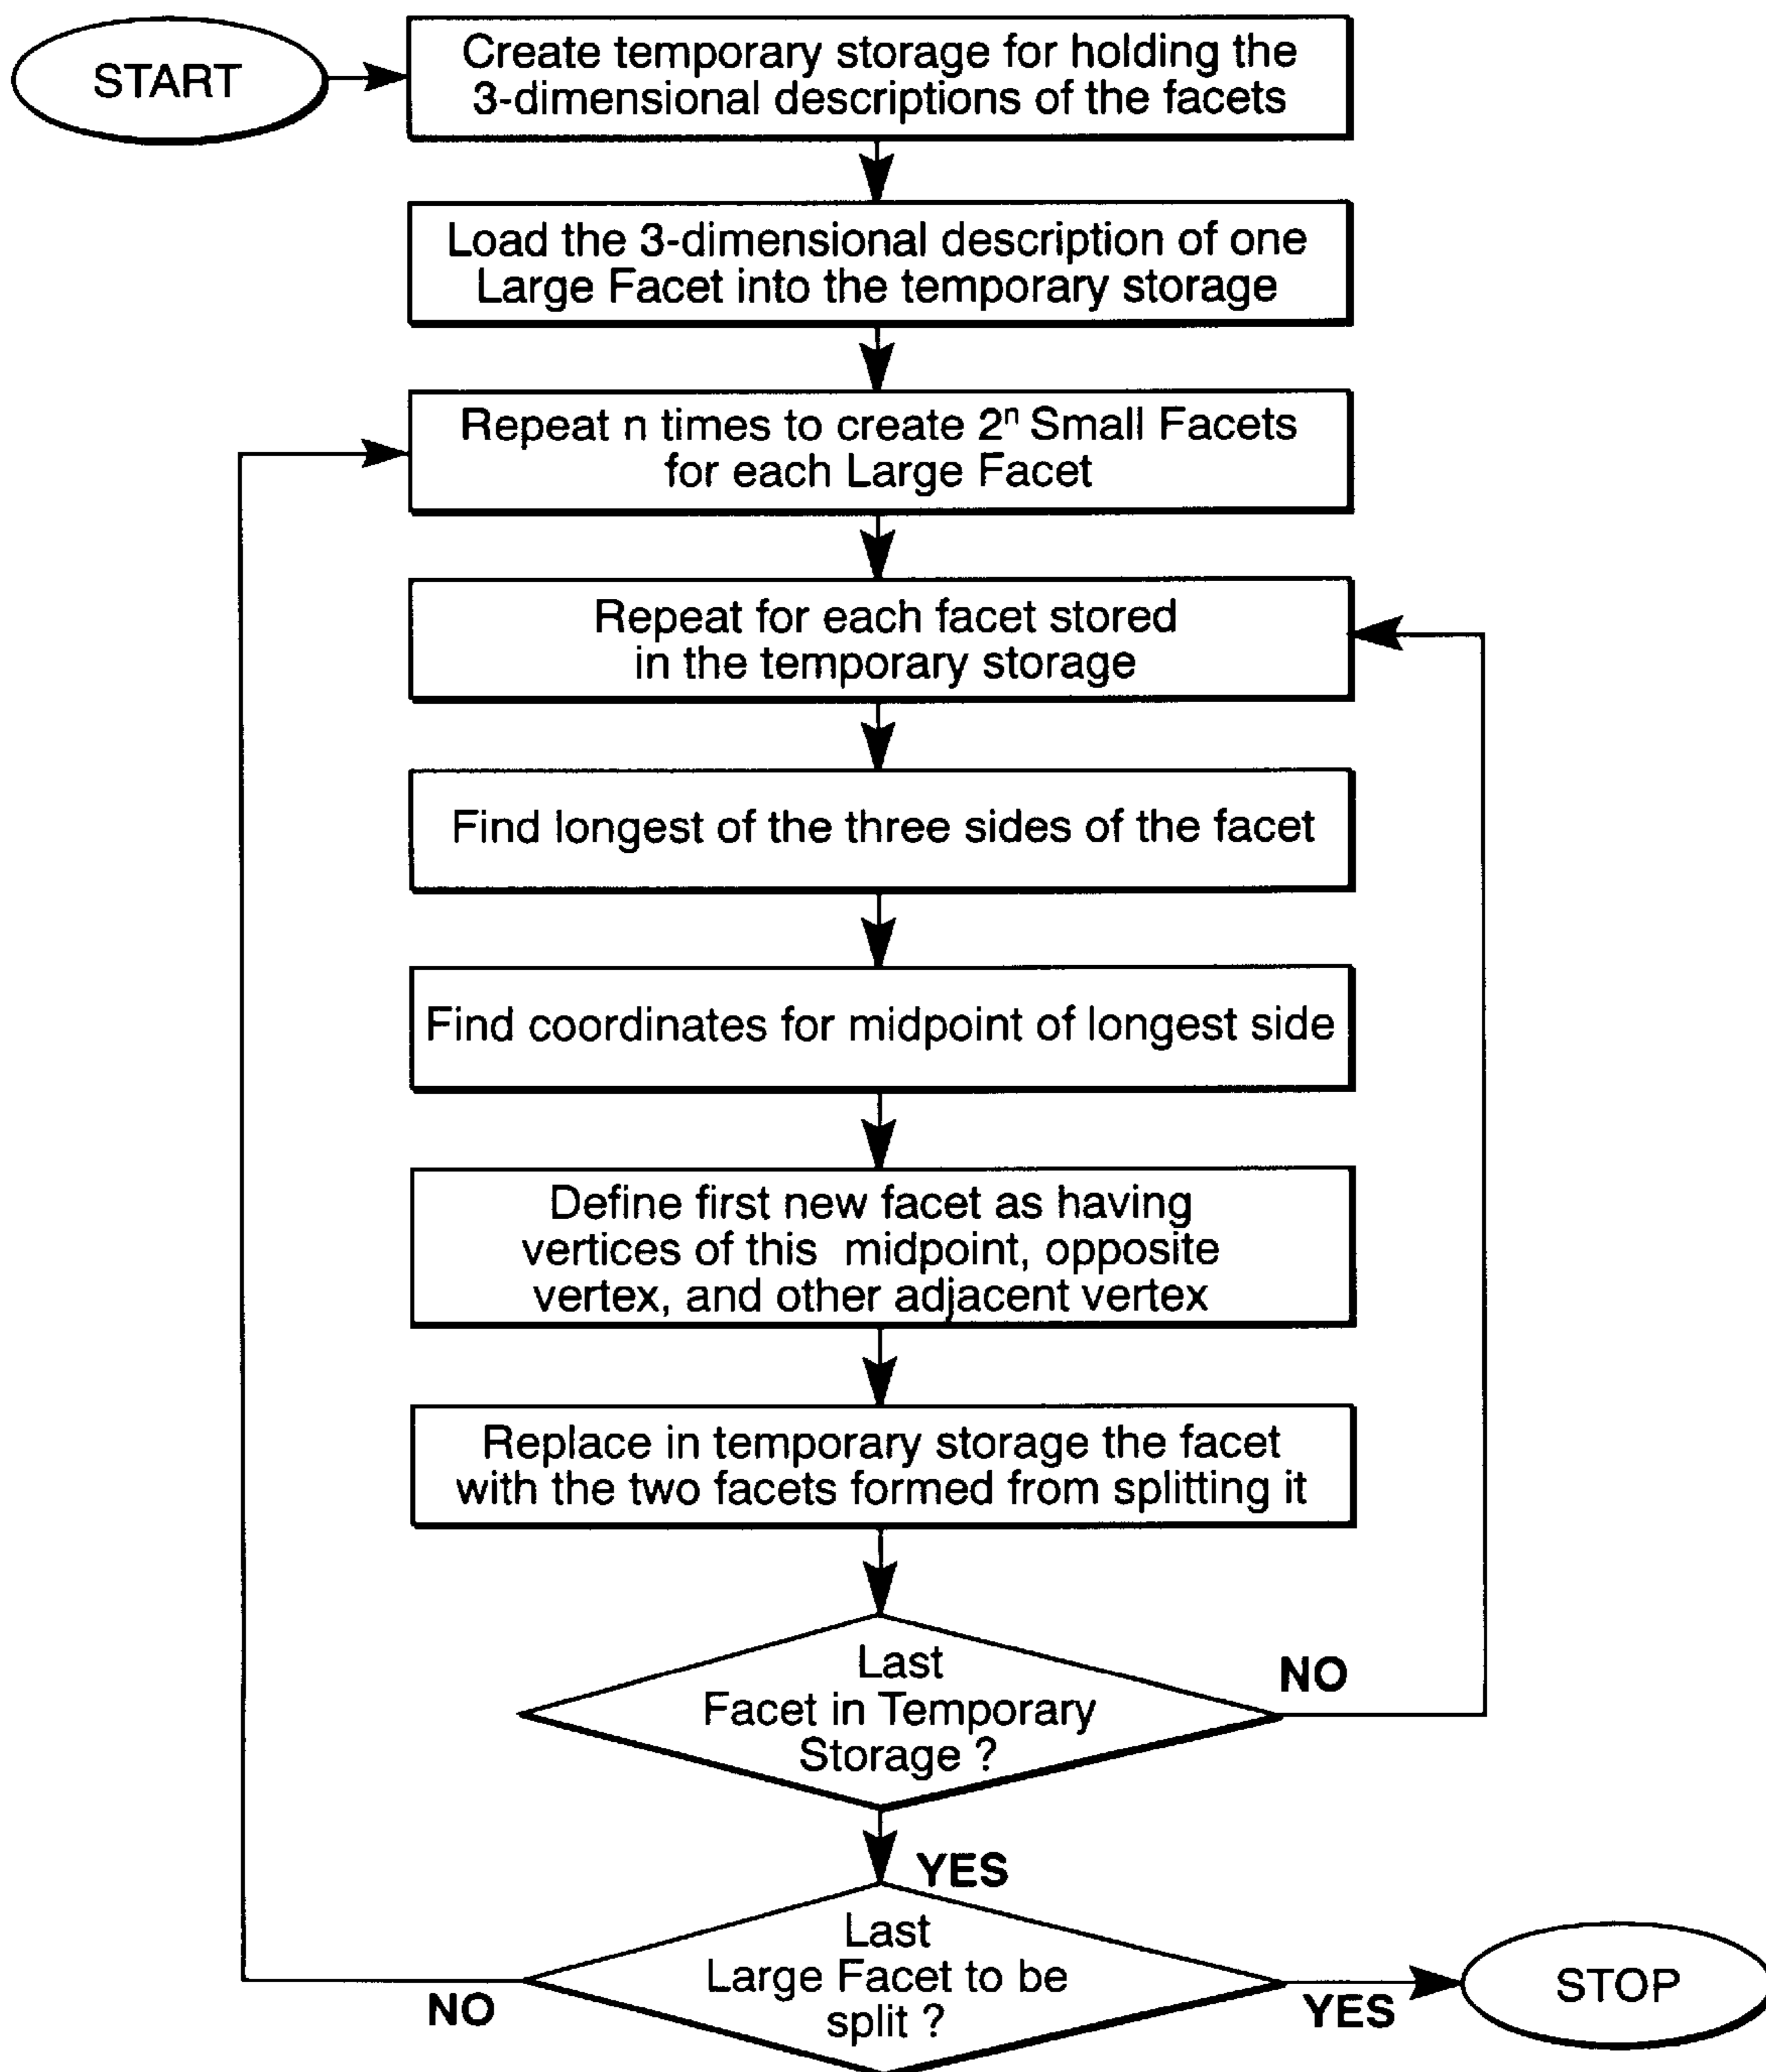 START
Create temporary storage for holding the
3-dimensional descriptions of the facets
Load the 3-dimensional description of one
Large Facet into the temporary storage
Repeat n times to create 2ⁿ Small Facets
for each Large Facet
Repeat for each facet stored
in the temporary storage
Find longest of the three sides of the facet
Find coordinates for midpoint of longest side
Define first new facet as having
vertices of this midpoint, opposite
vertex, and other adjacent vertex
Replace in temporary storage the facet
with the two facets formed from splitting it
Last
Facet in Temporary
Storage ?
NO
YES
Last
Large Facet to be
split ?
NO
YES
STOP